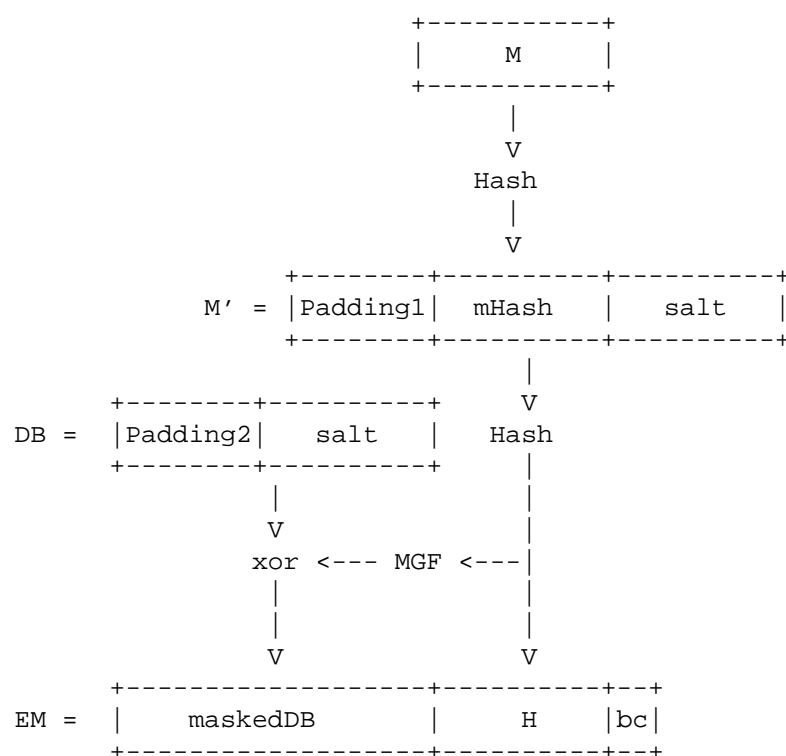 +-----------+
                         |     M     |
                         +-----------+
                               |
                               V
                             Hash
                               |
                               V
                 +--------+----------+----------+
            M’ = |Padding1|  mHash   |   salt   |
                 +--------+----------+----------+
                                |
      +--------+----------+     V
DB =  |Padding2|   salt   |   Hash
      +--------+----------+     |
                |               |
                V               |
               xor <--- MGF <---|
                |               |
                |               |
                V               V
      +-------------------+----------+--+
EM =  |    maskedDB       |     H    |bc|
      +-------------------+----------+--+